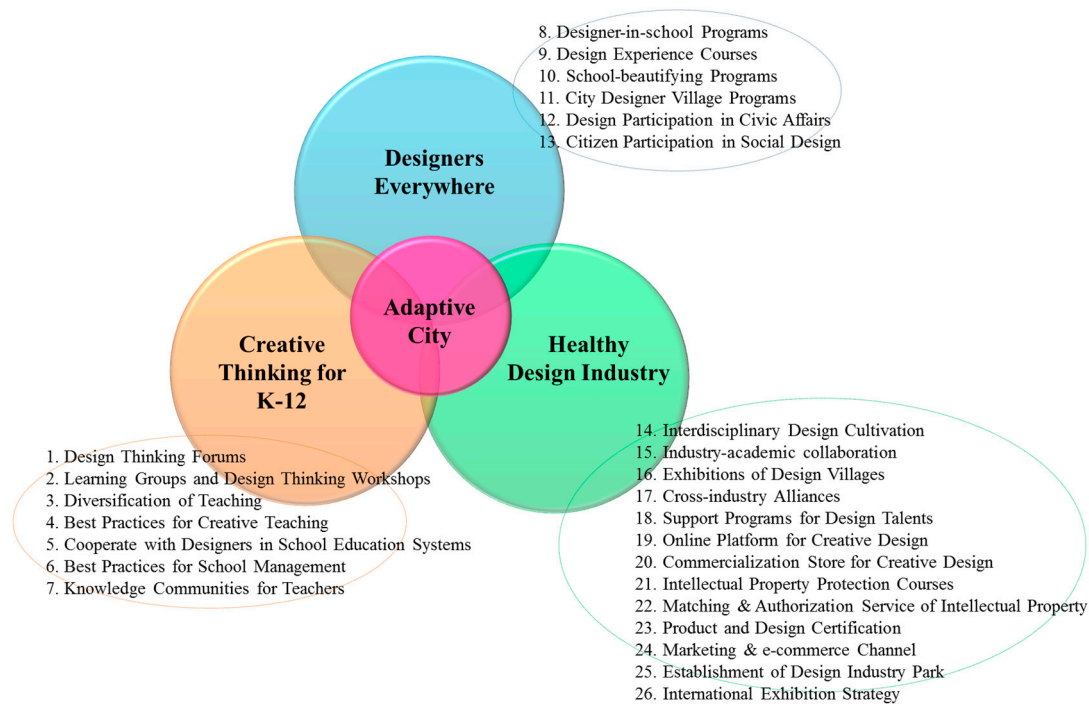 8. Designer-in-school Programs
9. Design Experience Courses
10. School-beautifying Programs
11. City Designer Village Programs
12. Design Participation in Civic Affairs
13. Citizen Participation in Social Design
Designers
Everywhere
Adaptive
City
Creative
Thinking for
K-12
Healthy
Design Industry
1. Design Thinking Forums
2. Learning Groups and Design Thinking Workshops
3. Diversification of Teaching
4. Best Practices for Creative Teaching
5. Cooperate with Designers in School Education Systems
6. Best Practices for School Management
7. Knowledge Communities for Teachers
14. Interdisciplinary Design Cultivation
15. Industry-academic collaboration
16. Exhibitions of Design Villages
17. Cross-industry Alliances
18. Support Programs for Design Talents
19. Online Platform for Creative Design
20. Commercialization Store for Creative Design
21. Intellectual Property Protection Courses
22. Matching & Authorization Service of Intellectual Property
23. Product and Design Certification
24. Marketing & e-commerce Channel
25. Establishment of Design Industry Park
26. International Exhibition Strategy